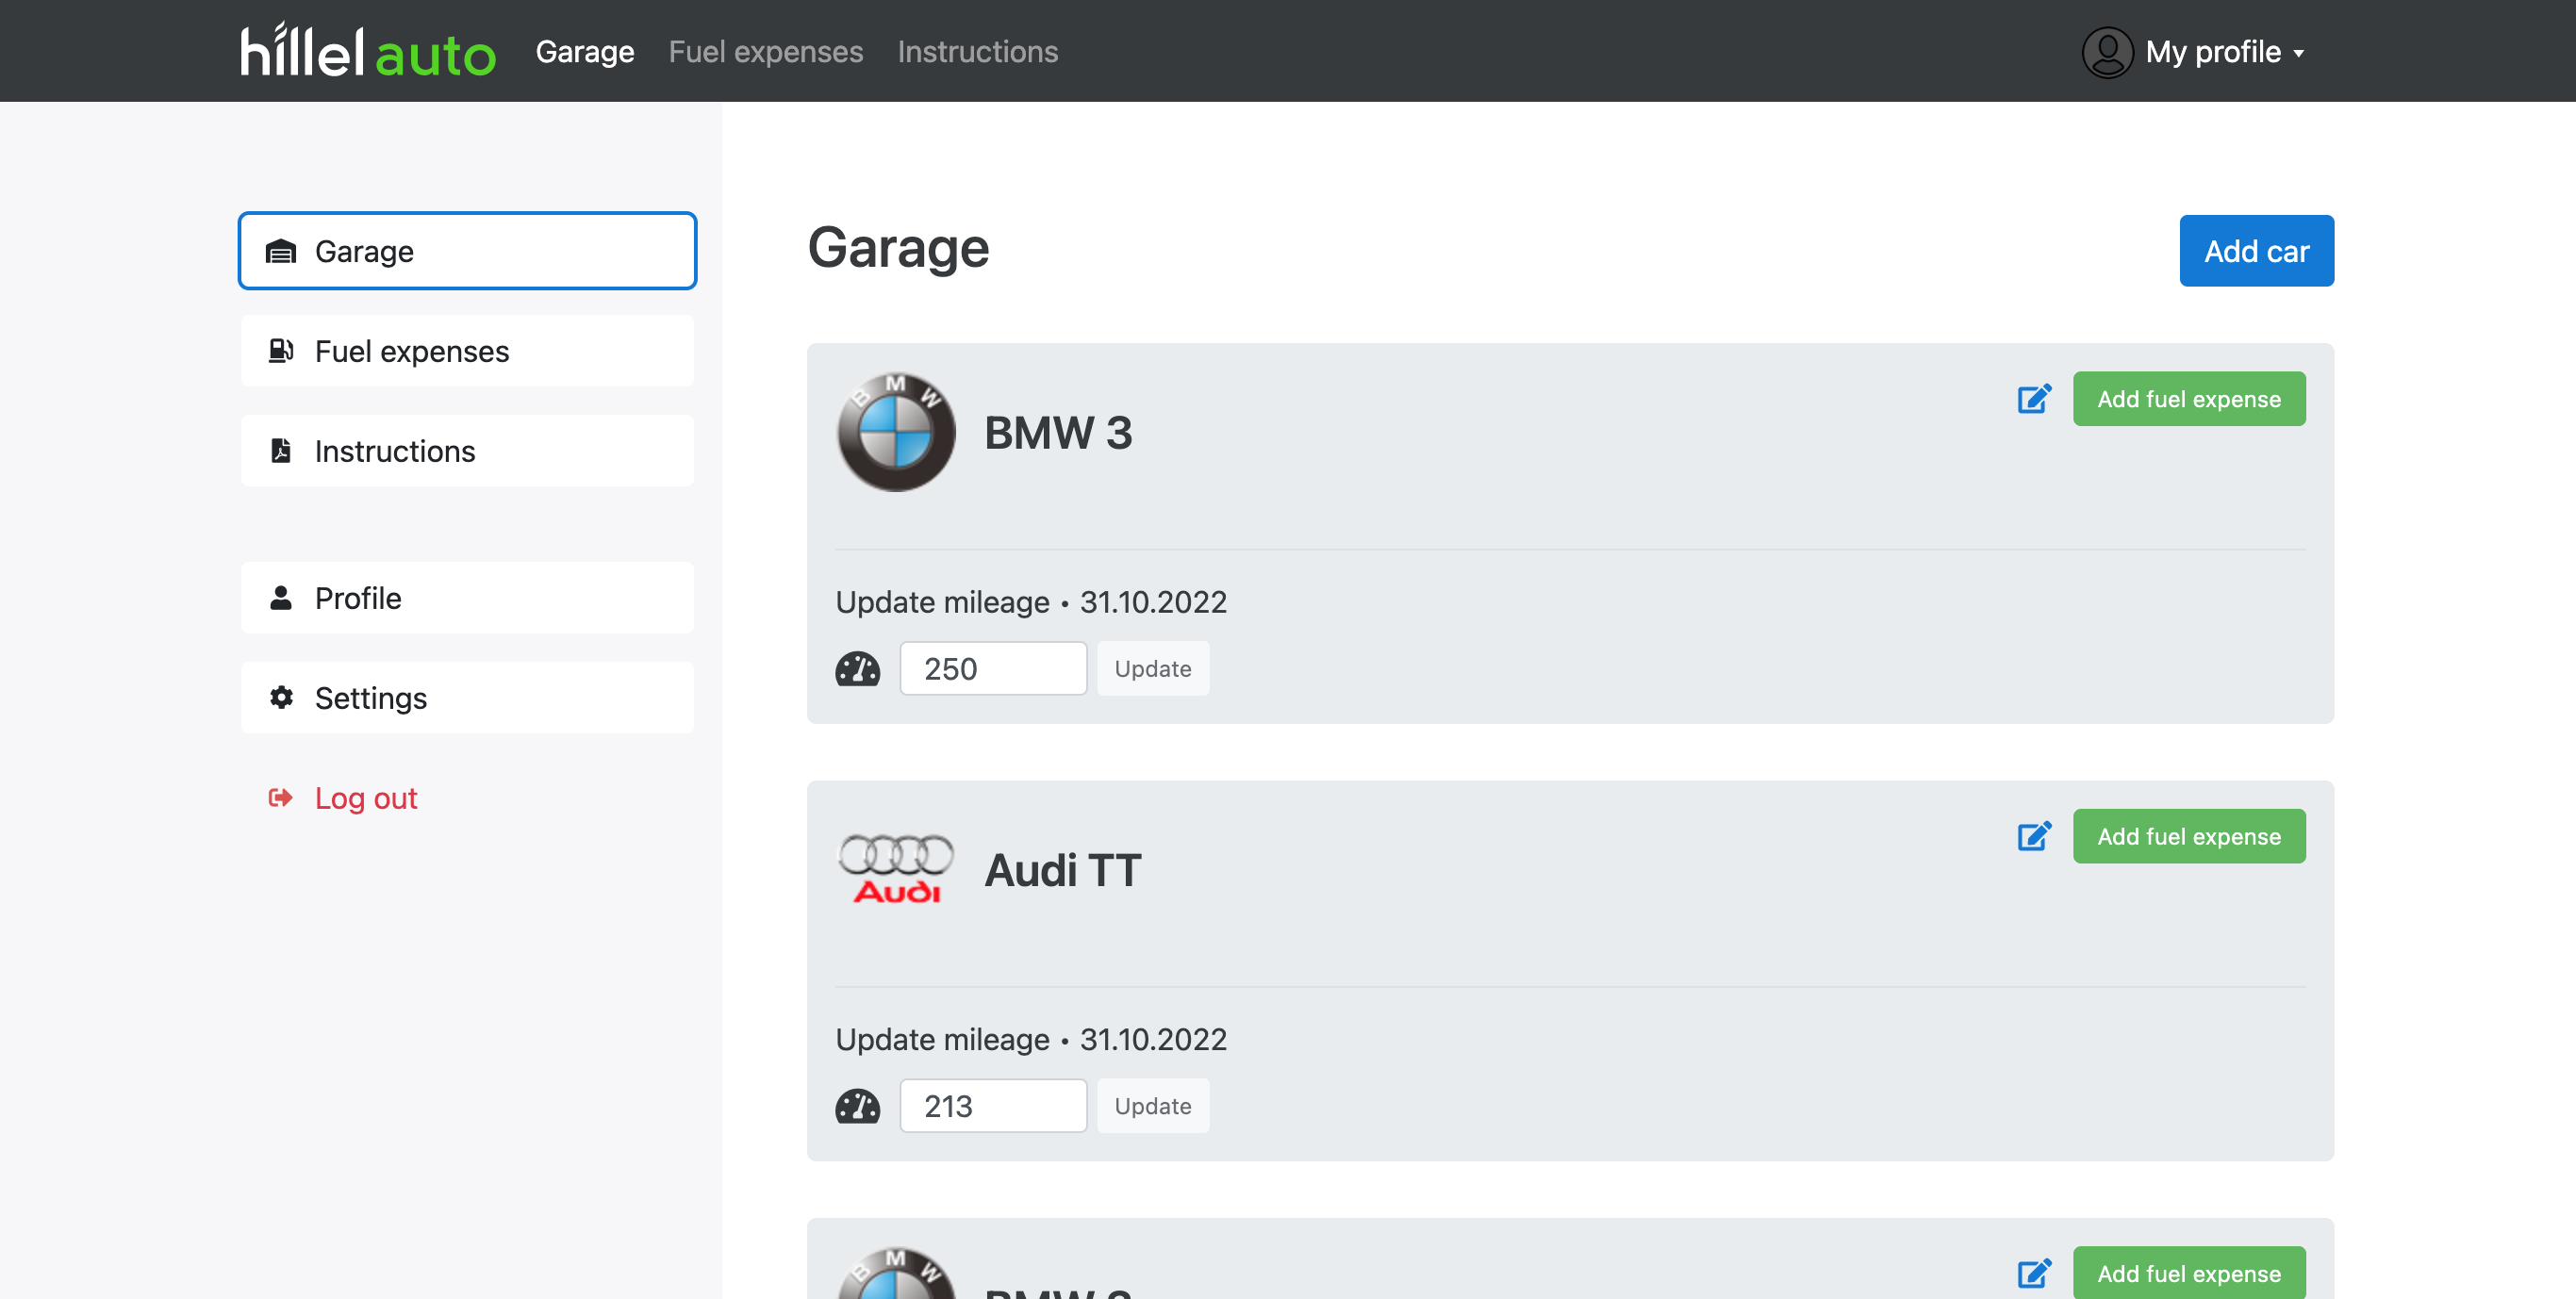 hillel auto Garage Fuel expenses Instructions My profile
Garage
Fuel expenses
Instructions
Profile
Settings
Log out
Garage
Add car
BMW
BMW 3
Add fuel expense
Update mileage • 31.10.2022
250 Update
Audi
Audi TT
Add fuel expense
Update mileage • 31.10.2022
213 Update
BMW
BMW
Add fuel expense